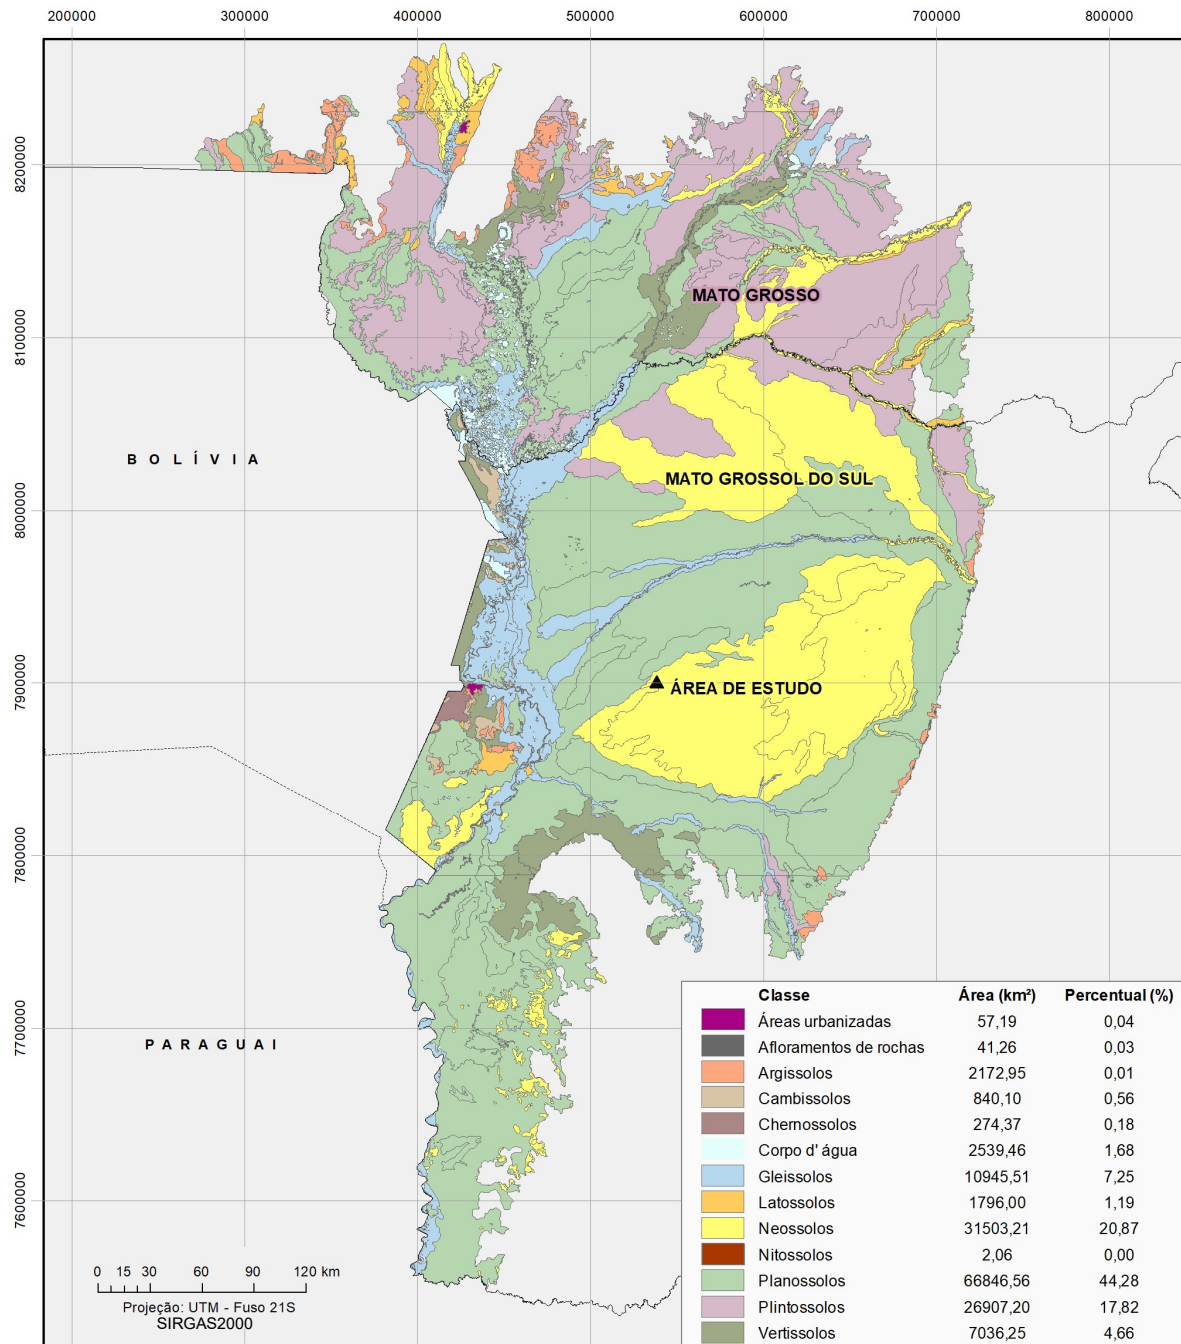 200000 300000 400000 500000 600000 700000 800000
8200000
8100000
8000000
7900000
7800000
7700000
7600000
MATO GROSSO
BOLÍVIA
MATO GROSSOL DO SUL
ÁREA DE ESTUDO
PARAGUAI
0 15 30 60 90 120 km
Projeção: UTM - Fuso 21S
SIRGAS2000
Classe Área (km²) Percentual (%)
Áreas urbanizadas 57,19 0,04
Afloramentos de rochas 41,26 0,03
Argissolos 2172,95 0,01
Cambissolos 840,10 0,56
Chernossolos 274,37 0,18
Corpo d' água 2539,46 1,68
Gleissolos 10945,51 7,25
Latossolos 1796,00 1,19
Neossolos 31503,21 20,87
Nitossolos 2,06 0,00
Planossolos 66846,56 44,28
Plintossolos 26907,20 17,82
Vertissolos 7036,25 4,66